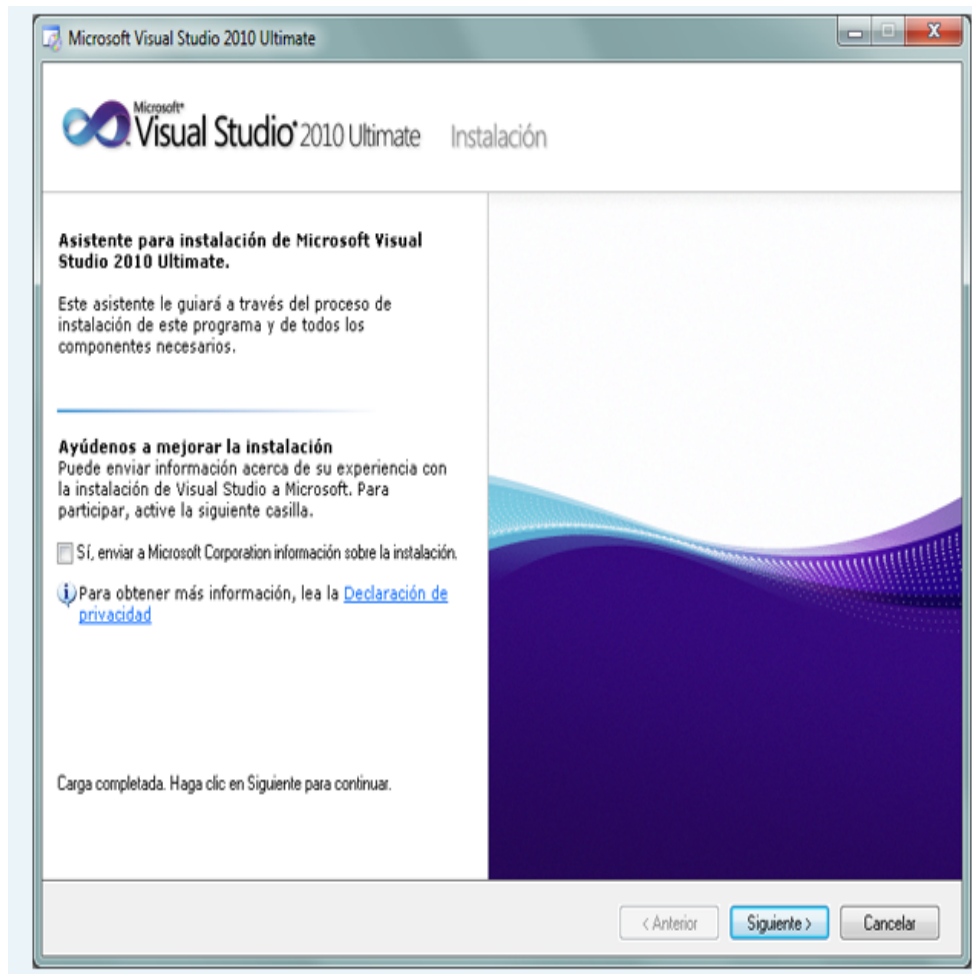 Microsoft Visual Studio 2010 Ultimate
X
Microsoft®
Visual Studio® 2010 Ultimate Instalación
Asistente para instalación de Microsoft Visual
Studio 2010 Ultimate.
Este asistente le guiará a través del proceso de
instalación de este programa y de todos los
componentes necesarios.
Ayúdenos a mejorar la instalación
Puede enviar información acerca de su experiencia con
la instalación de Visual Studio a Microsoft. Para
participar, active la siguiente casilla.
Sí, enviar a Microsoft Corporation información sobre la instalación.
Para obtener más información, lea la Declaración de
privacidad
Carga completada. Haga clic en Siguiente para continuar.
< Anterior Siguiente > Cancelar